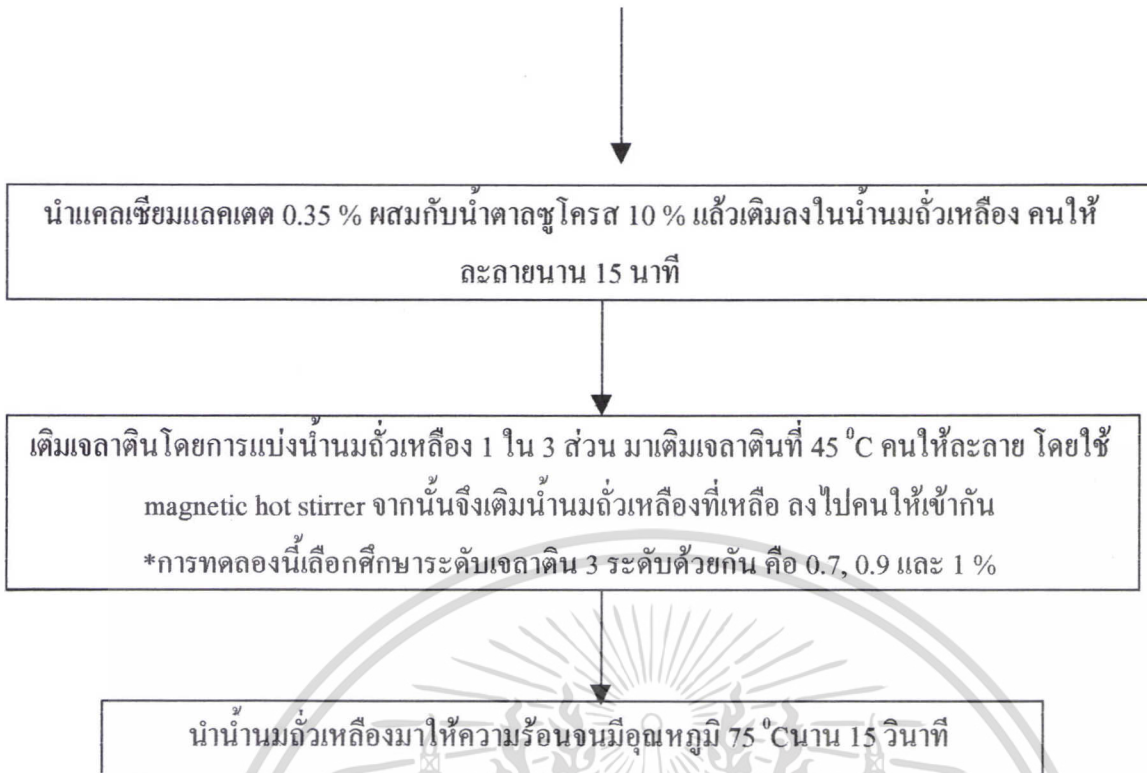 นำแคลเซียมแลคเตต 0.35 % ผสมกับน้ำตาลซูโครส 10 % แล้วเติมลงในน้ำนมถั่วเหลือง คนให้
ละลายนาน 15 นาที
เติมเจลาตินโดยการแบ่งน้ำนมถั่วเหลือง 1 ใน 3 ส่วน มาเติมเจลาตินที่ 45 ⁰C คนให้ละลาย โดยใช้
magnetic hot stirrer จากนั้นจึงเติมน้ำนมถั่วเหลืองที่เหลือ ลงไปคนให้เข้ากัน
*การทดลองนี้เลือกศึกษาระดับเจลาติน 3 ระดับด้วยกัน คือ 0.7, 0.9 และ 1 %
นำน้ำนมถั่วเหลืองมาให้ความร้อนจนมีอุณหภูมิ 75 ⁰Cนาน 15 วินาที